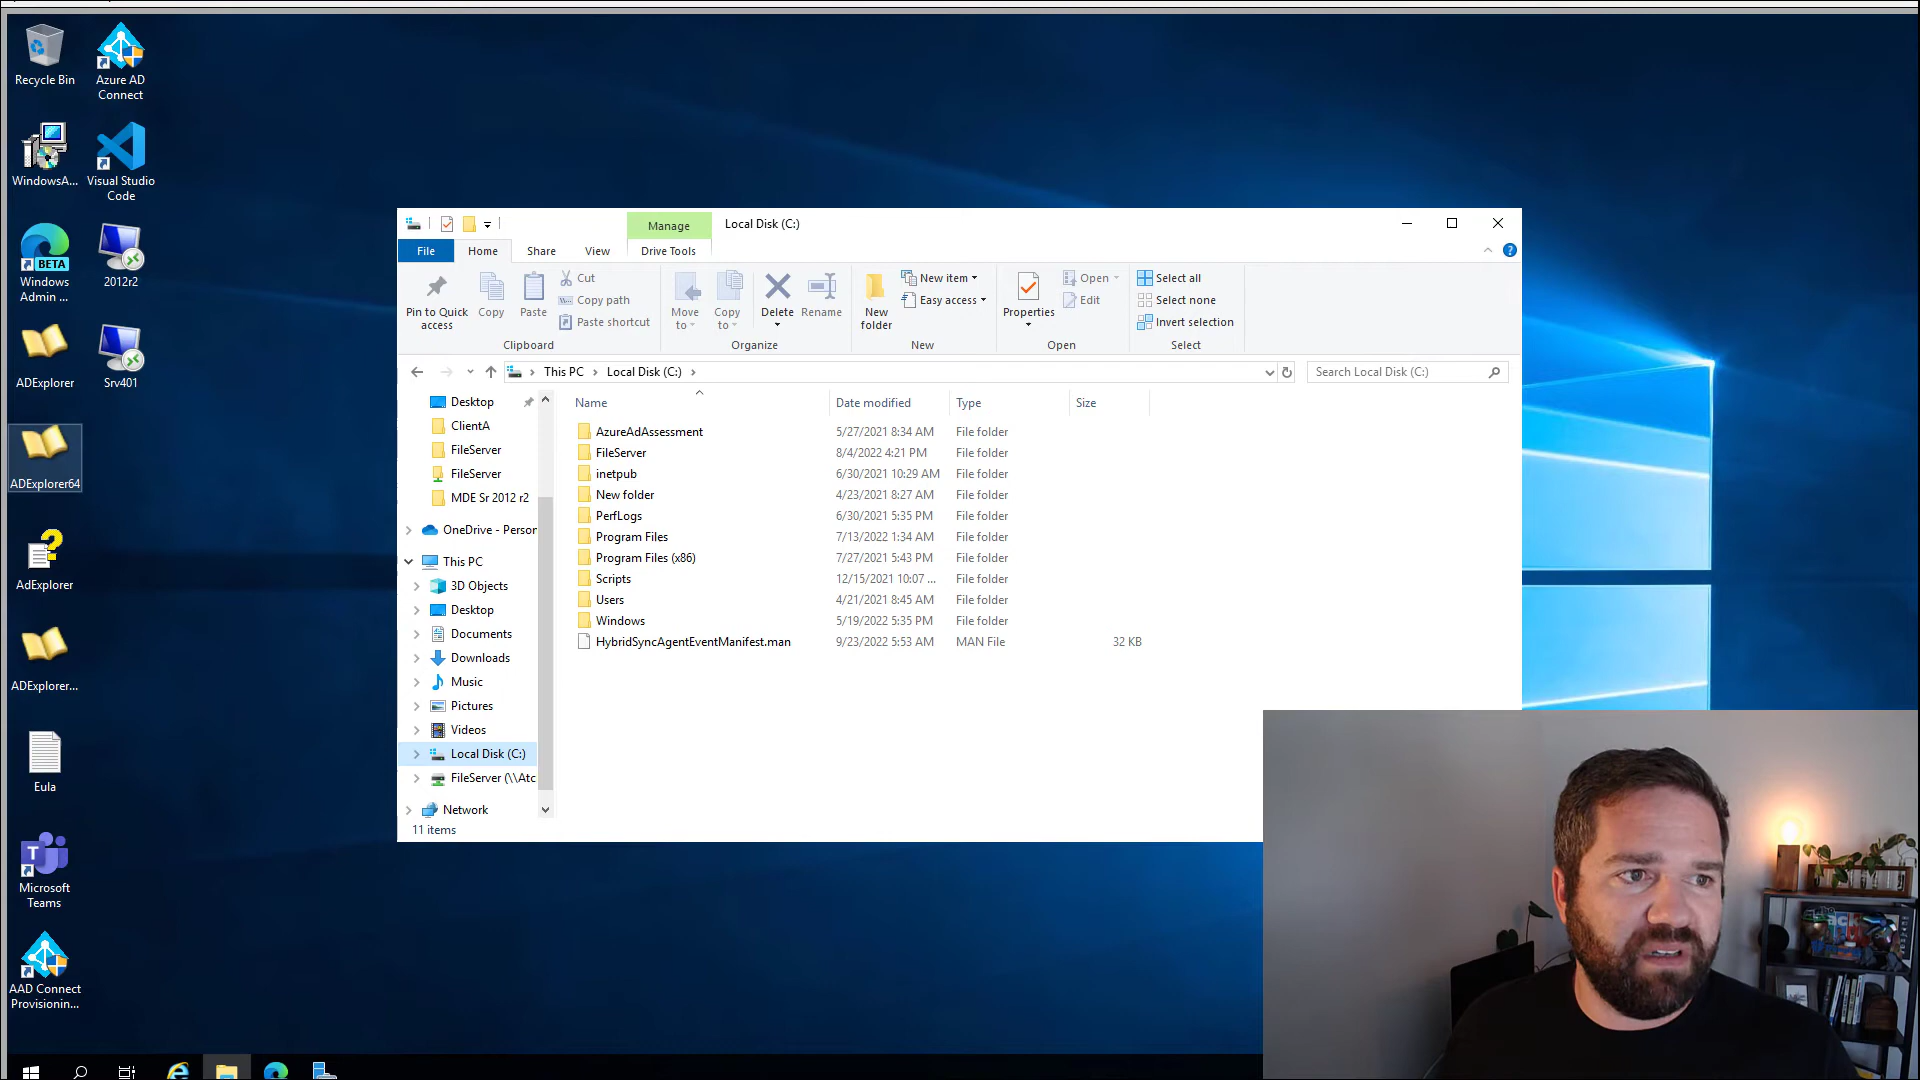 Recycle Bin
Azure AD
Connect
WindowsA...
Visual Studio
Code
BETA
Windows
Admin ...
2012r2
ADExplorer
Srv401
ADExplorer64
AdExplorer
ADExplorer...
Eula
Microsoft
Teams
AAD Connect
Provisionin...
Manage
Local Disk (C:)
File
Home
Share
View
Drive Tools
Pin to Quick
access
Copy
Paste
Cut
Copy path
Paste shortcut
Clipboard
Move
to
Copy
to
Delete
Rename
Organize
New
folder
New item
Easy access
New
Properties
Open
Edit
Open
Select all
Select none
Invert selection
Select
This PC
Local Disk (C:)
Search Local Disk (C:)
Desktop
ClientA
FileServer
FileServer
MDE Sr 2012 r2
OneDrive - Person
This PC
3D Objects
Desktop
Documents
Downloads
Music
Pictures
Videos
Local Disk (C:)
FileServer (\\Atc
Network
Name Date modified Type Size
AzureAdAssessment 5/27/2021 8:34 AM File folder
FileServer 8/4/2022 4:21 PM File folder
inetpub 6/30/2021 10:29 AM File folder
New folder 4/23/2021 8:27 AM File folder
PerfLogs 6/30/2021 5:35 PM File folder
Program Files 7/13/2022 1:34 AM File folder
Program Files (x86) 7/27/2021 5:43 PM File folder
Scripts 12/15/2021 10:07 ... File folder
Users 4/21/2021 8:45 AM File folder
Windows 5/19/2022 5:35 PM File folder
HybridSyncAgentEventManifest.man 9/23/2022 5:53 AM MAN File 32 KB
11 items